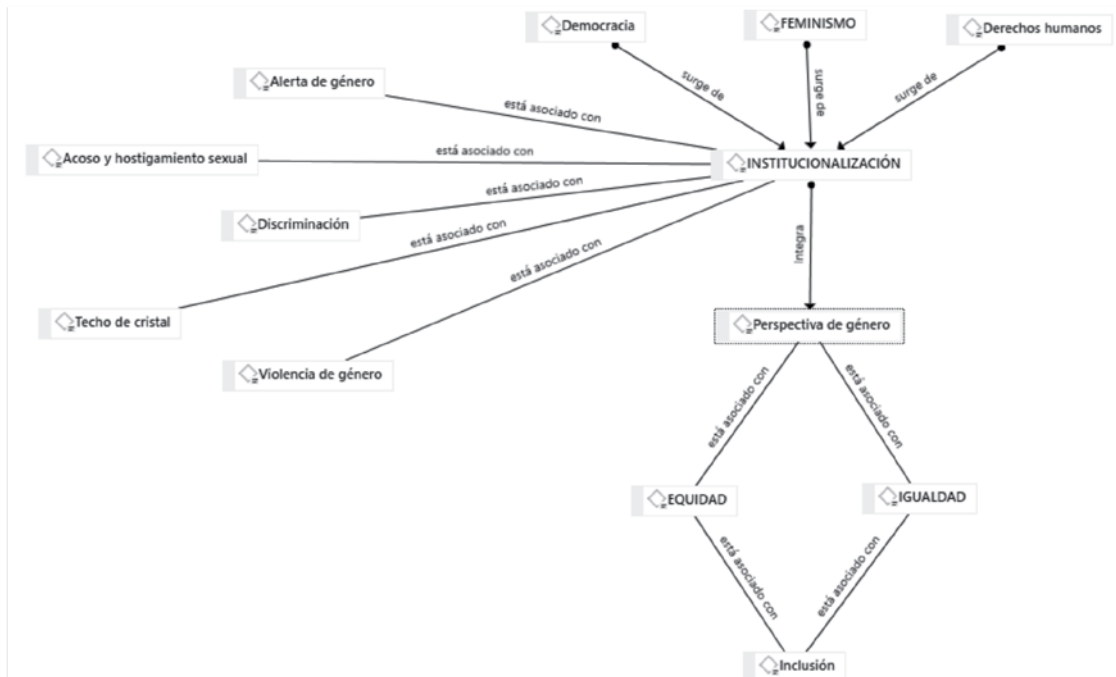 Democracia
FEMINISMO
Derechos humanos
surge de
surge de
surge de
Alerta de género
está asociado con
Acoso y hostigamiento sexual
está asociado con
INSTITUCIONALIZACIÓN
está asociado con
Discriminación
está asociado con
está asociado con
Integra
Techo de cristal
Perspectiva de género
Violencia de género
está asociado con
está asociado con
EQUIDAD
IGUALDAD
está asociado con
está asociado con
Inclusión